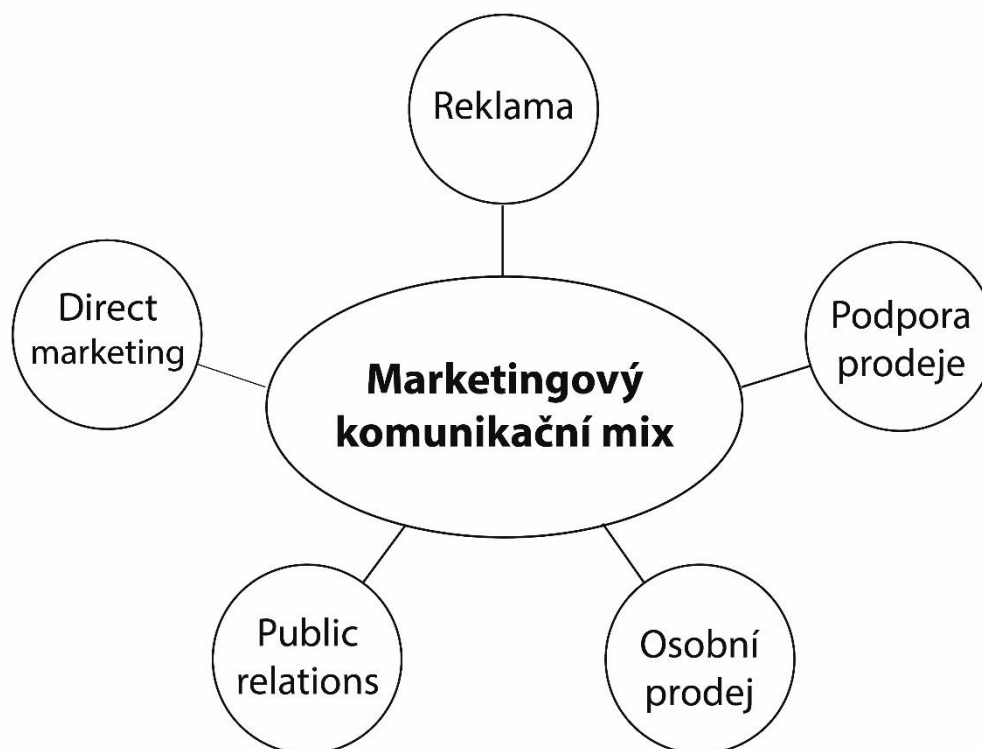 Reklama
Direct
marketing
Podpora
prodeje
Marketingový
komunikační mix
Public
relations
Osobní
prodej